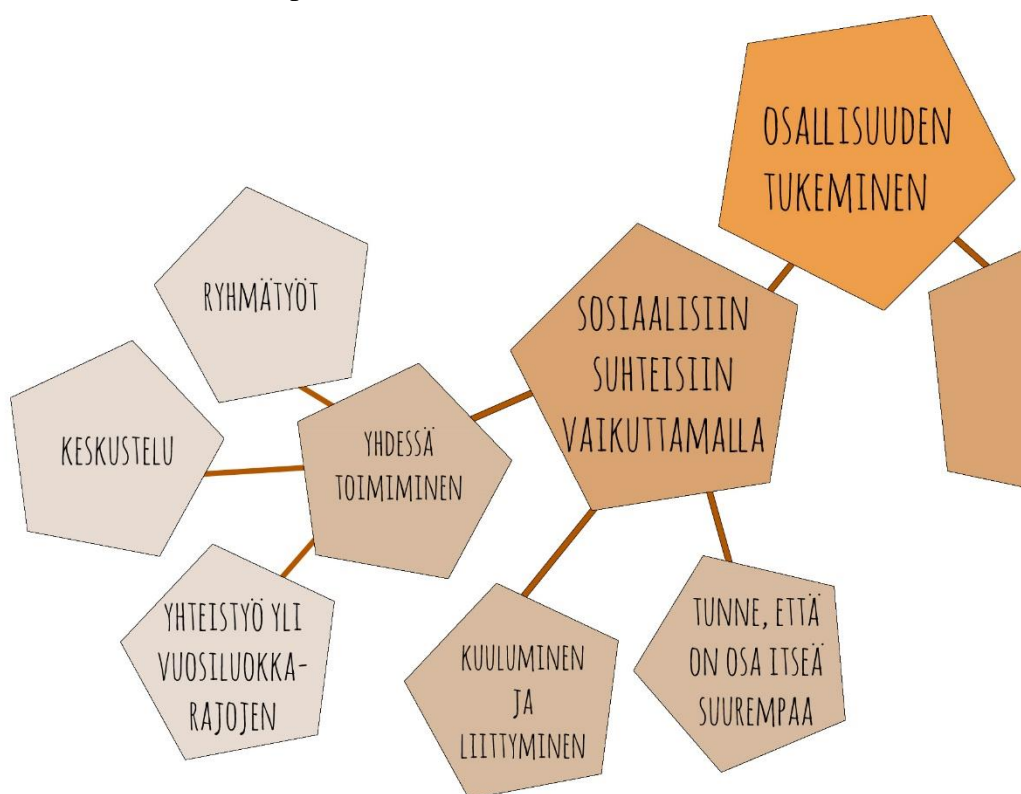 OSALLISUUDEN
TUKEMINEN
SOSIAALISIIN
SUHTEISIIN
VAIKUTTAMALLA
RYHMÄTYÖT
KESKUSTELU
YHDESSÄ
TOIMIMINEN
YHTEISTYÖ YLI
VUOSILUOKKA-
RAJOJEN
KUULUMINEN
JA
LIITTYMINEN
TUNNE, ETTÄ
ON OSA ITSEÄ
SUUREMPAA